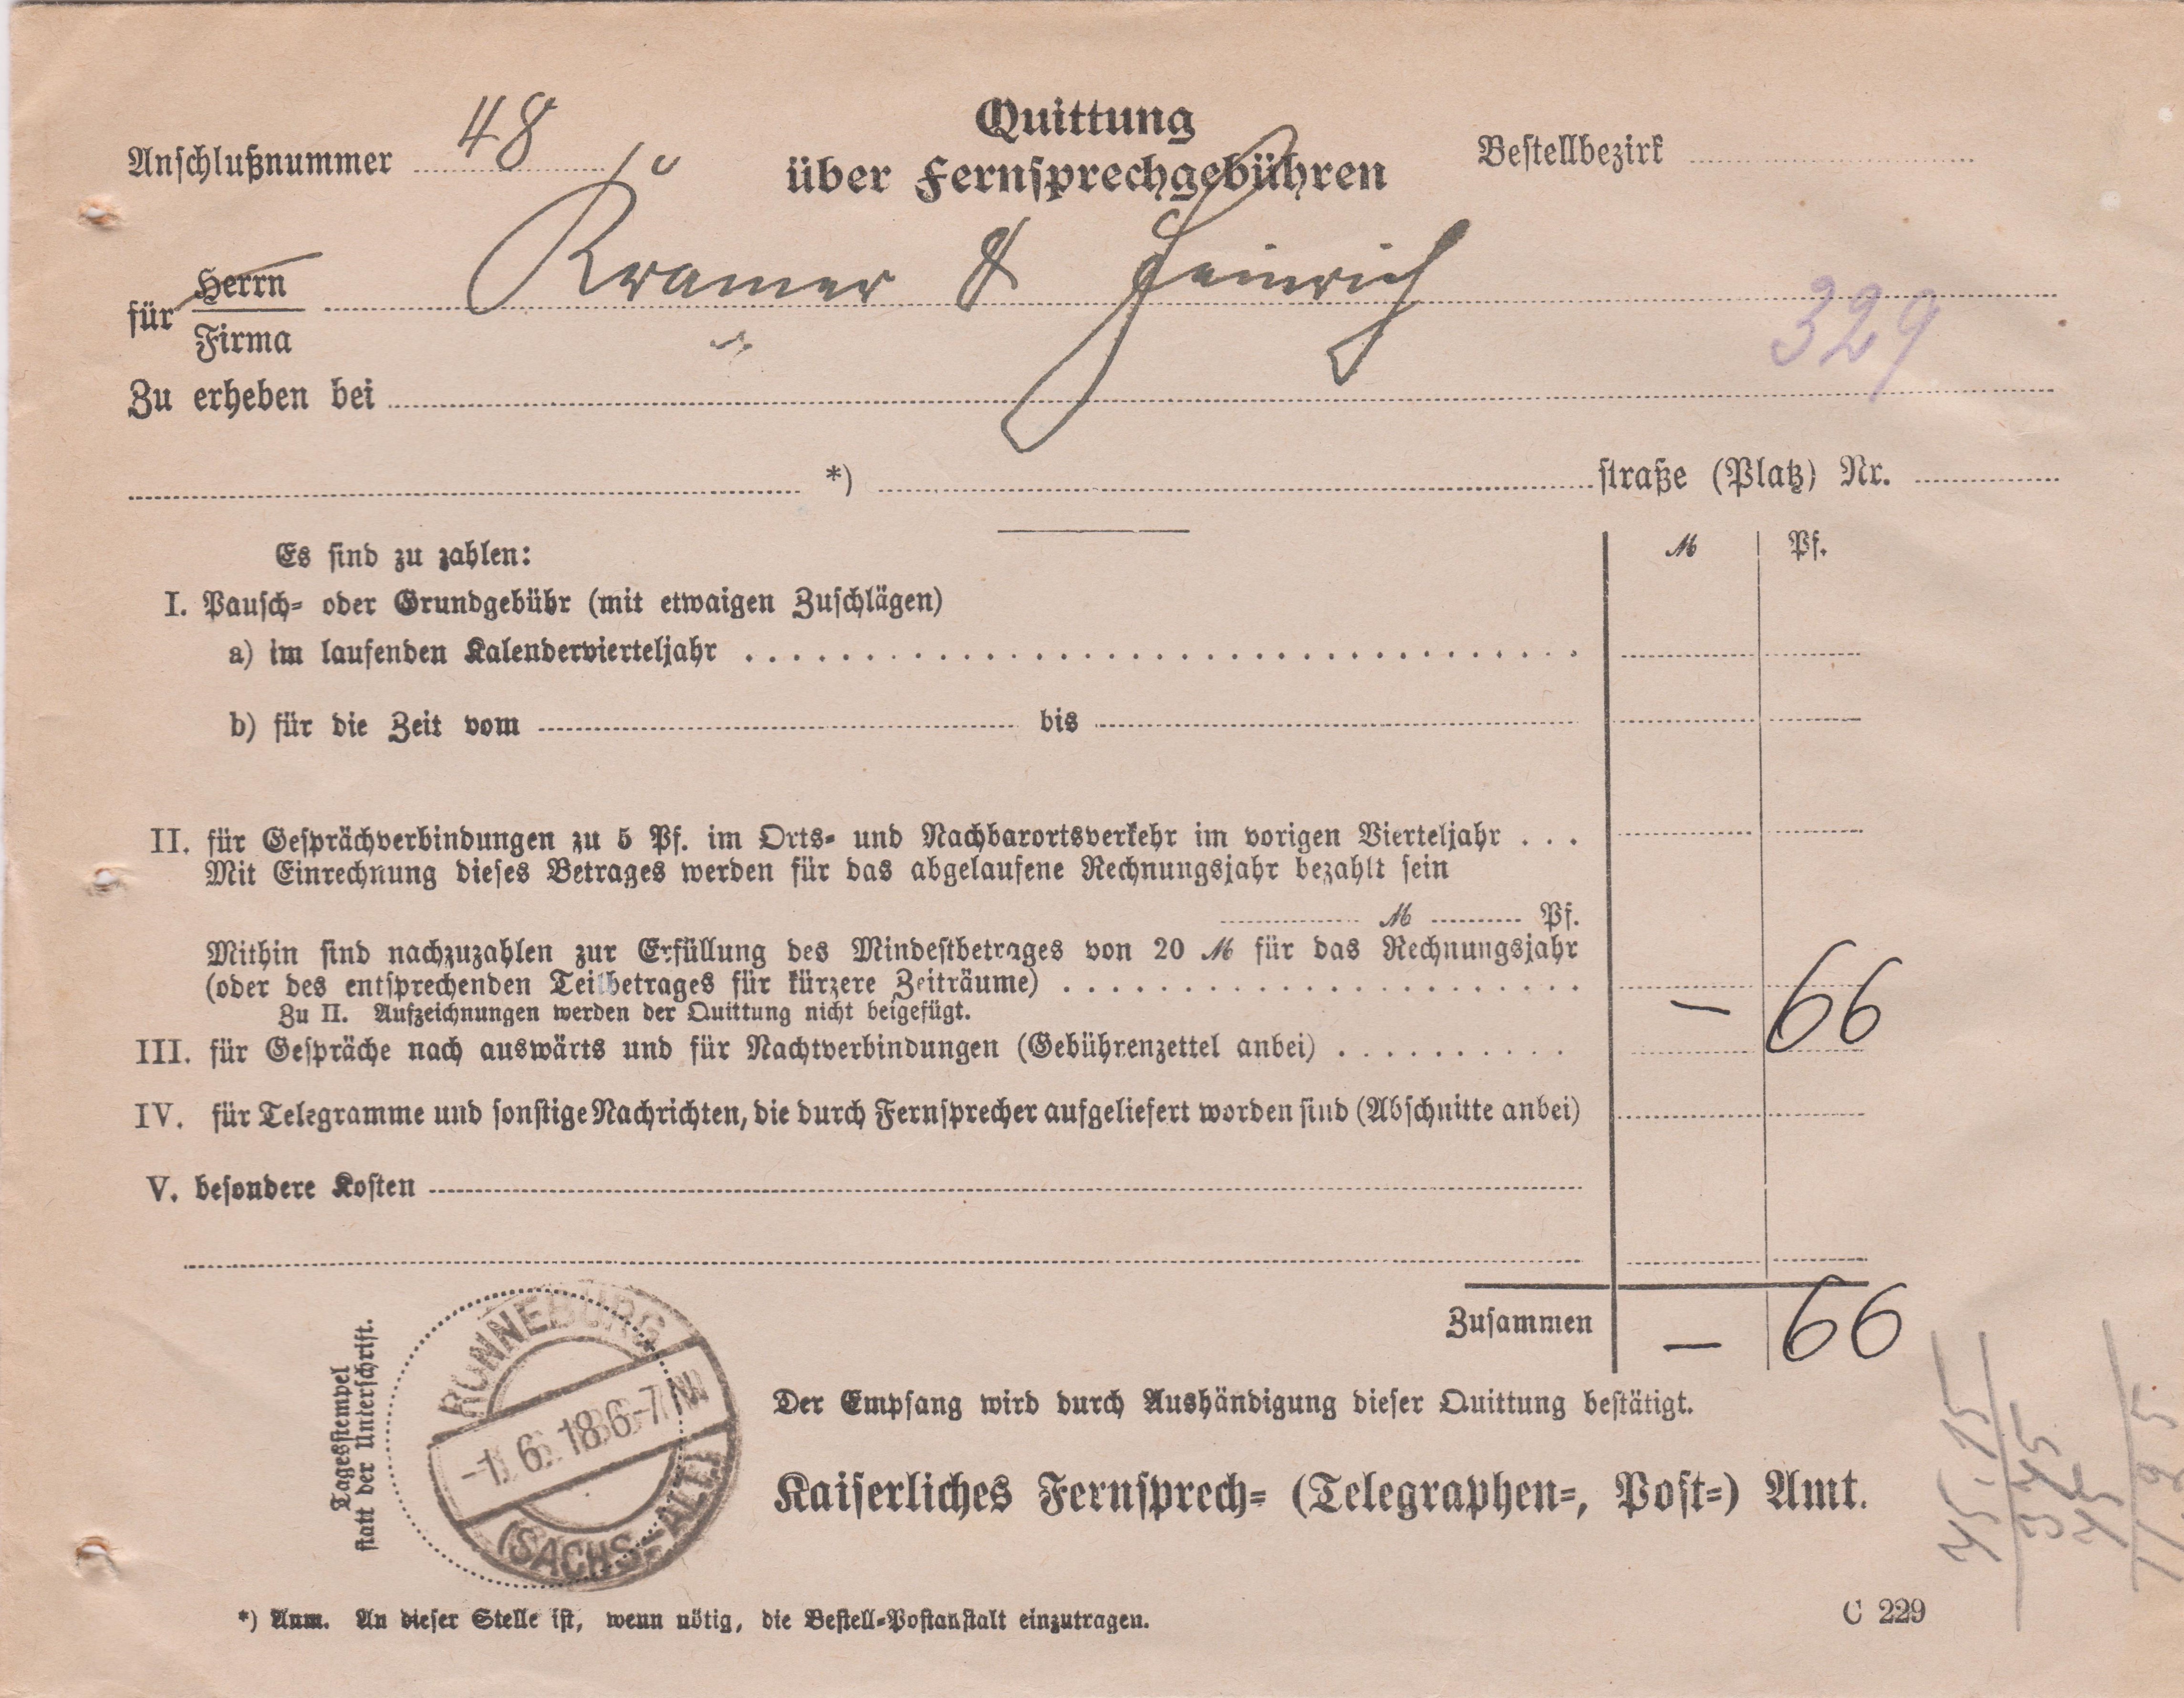 Quittung
Anschlußnummer 48
über Fernsprechgebühren
Bestellbezirk
für Herrn
Firma
Krämer & Heinrich
329
Zu erheben bei
*) straße (Platz) Nr.
Es sind zu zahlen:
ℳ Pf.
I. Pausch- oder Grundgebühr (mit etwaigen Zuschlägen)
a) im laufenden Kalendervierteljahr
b) für die Zeit vom bis
II. für Gesprächverbindungen zu 5 Pf. im Orts- und Nachbarortsverkehr im vorigen Vierteljahr
Mit Einrechnung dieses Betrages werden für das abgelaufene Rechnungsjahr bezahlt sein
ℳ Pf.
Mithin sind nachzuzahlen zur Erfüllung des Mindestbetrages von 20 ℳ für das Rechnungsjahr
(oder des entsprechenden Teilbetrages für kürzere Zeiträume)
Zu II. Aufzeichnungen werden der Quittung nicht beigefügt.
III. für Gespräche nach auswärts und für Nachtverbindungen (Gebührenzettel anbei) — 66
IV. für Telegramme und sonstige Nachrichten, die durch Fernsprecher aufgeliefert worden sind (Abschnitte anbei)
V. besondere Kosten
Zusammen — 66
Tagesstempel
statt der Unterschrift.
RONNEBURG
-1.6.18 6-7 N
(SACHS.-ALT.)
Der Empfang wird durch Aushändigung dieser Quittung bestätigt.
Kaiserliches Fernsprech- (Telegraphen-, Post-) Amt.
*) Anm. An dieser Stelle ist, wenn nötig, die Bestell-Postanstalt einzutragen.
C 229